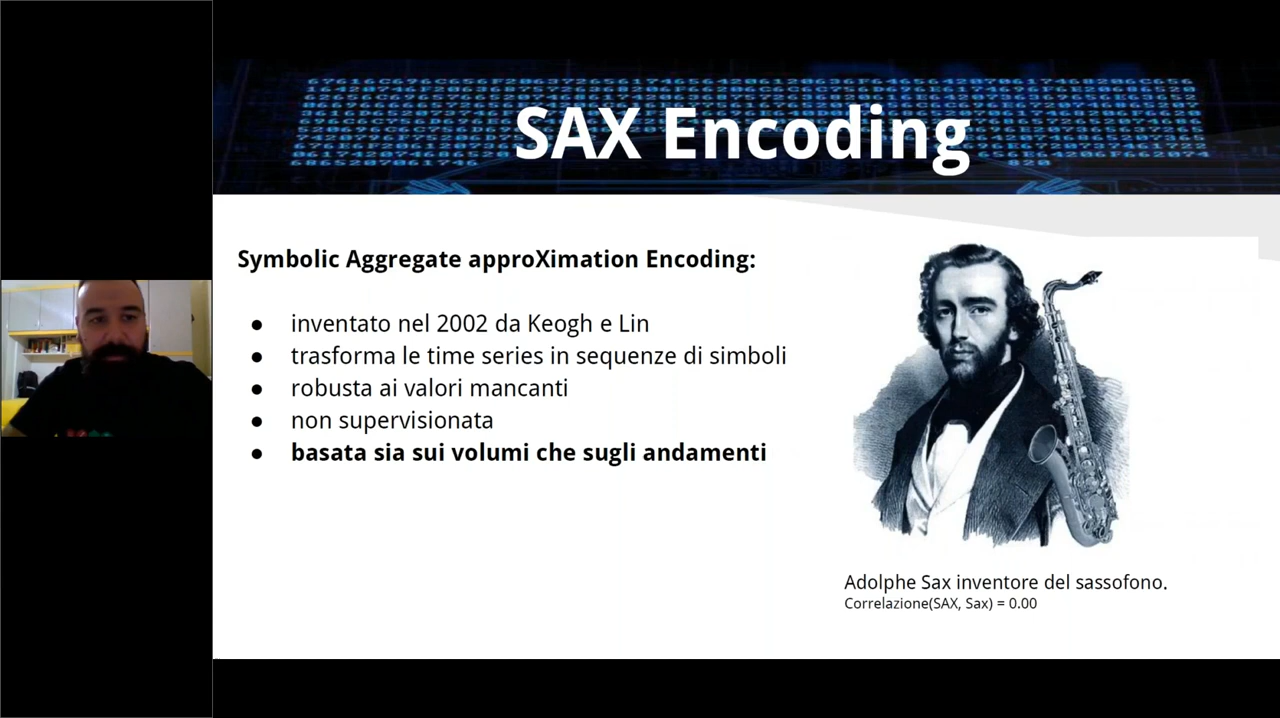 SAX Encoding
Symbolic Aggregate approXimation Encoding:
● inventato nel 2002 da Keogh e Lin
● trasforma le time series in sequenze di simboli
● robusta ai valori mancanti
● non supervisionata
● basata sia sui volumi che sugli andamenti
Adolphe Sax inventore del sassofono.
Correlazione(SAX, Sax) = 0.00